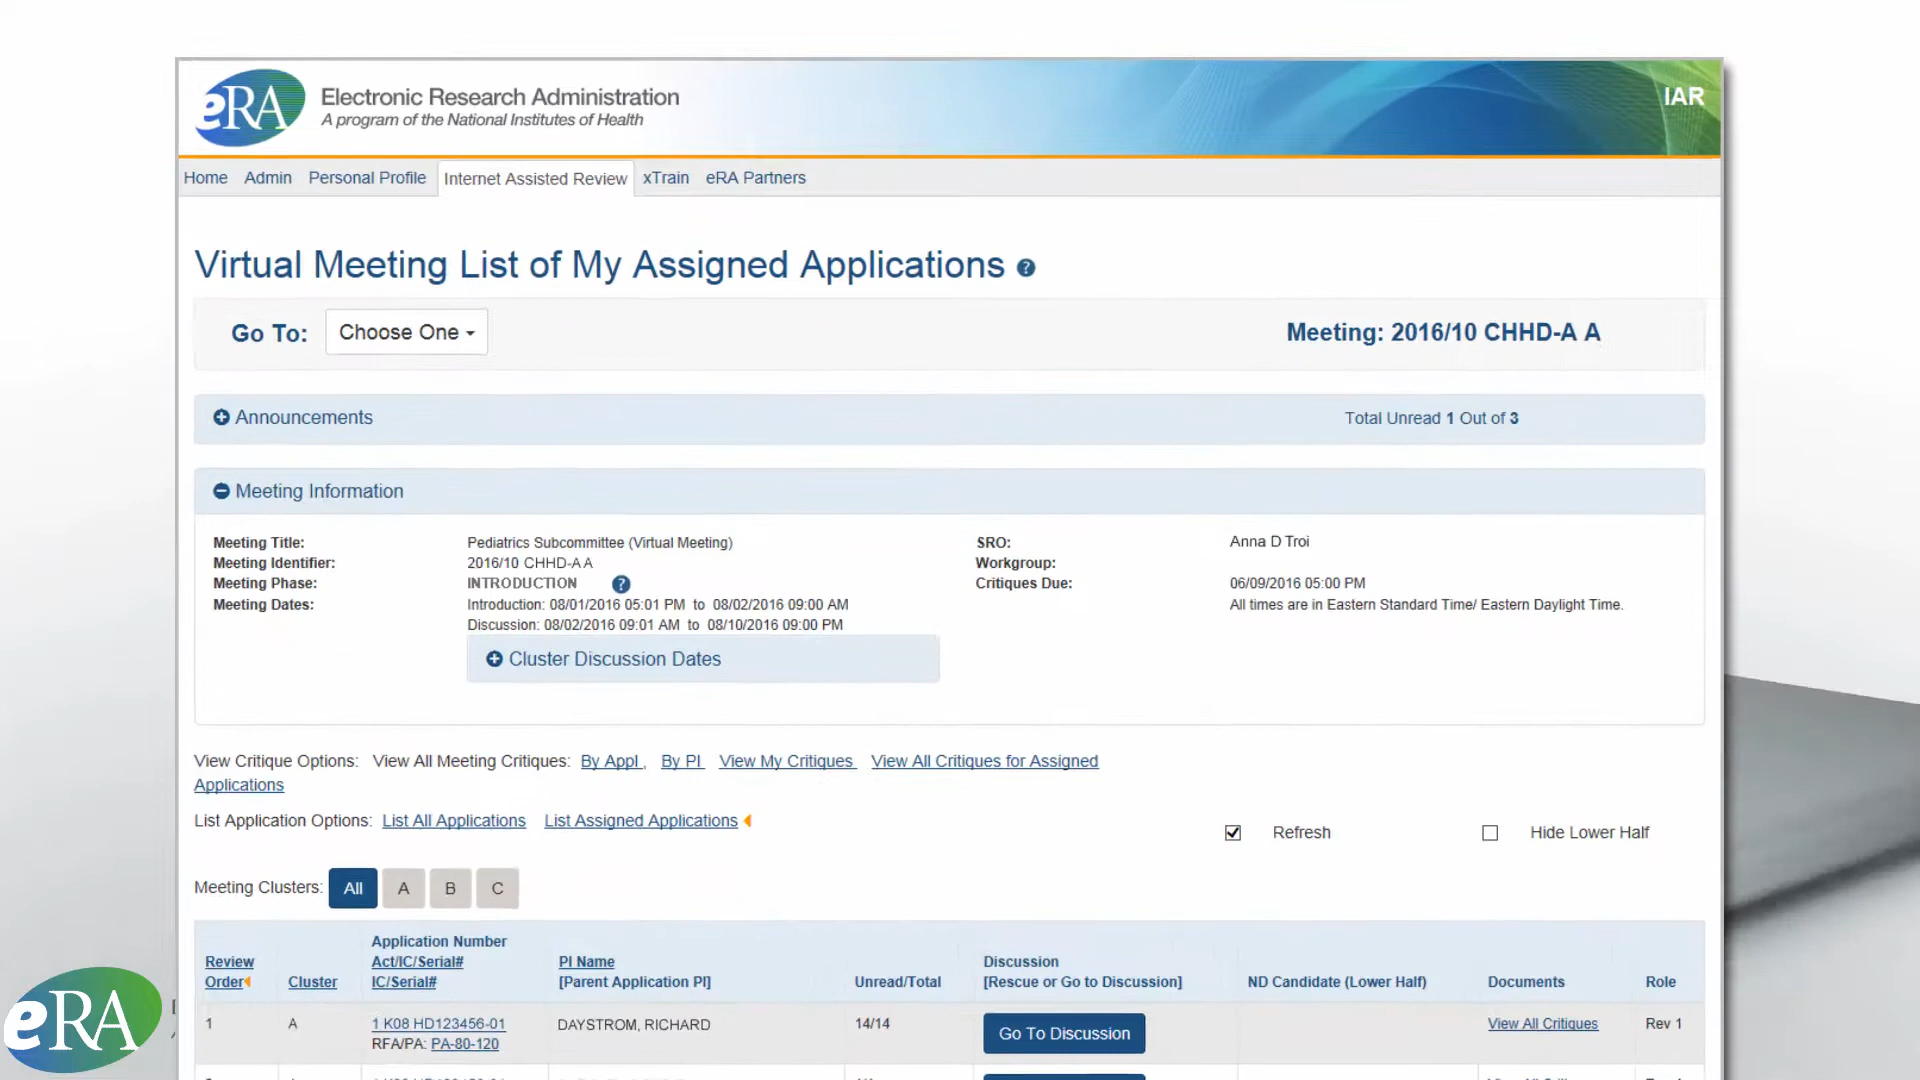 eRA Electronic Research Administration
A program of the National Institutes of Health
IAR
Home Admin Personal Profile Internet Assisted Review xTrain eRA Partners
Virtual Meeting List of My Assigned Applications ?
Go To: Choose One Meeting: 2016/10 CHHD-A A
Announcements Total Unread 1 Out of 3
Meeting Information
Meeting Title: Pediatrics Subcommittee (Virtual Meeting) SRO: Anna D Troi
Meeting Identifier: 2016/10 CHHD-A A Workgroup:
Meeting Phase: INTRODUCTION ? Critiques Due: 06/09/2016 05:00 PM
Meeting Dates: Introduction: 08/01/2016 05:01 PM to 08/02/2016 09:00 AM All times are in Eastern Standard Time/ Eastern Daylight Time.
Discussion: 08/02/2016 09:01 AM to 08/10/2016 09:00 PM
Cluster Discussion Dates
View Critique Options: View All Meeting Critiques: By Appl , By PI View My Critiques View All Critiques for Assigned
Applications
List Application Options: List All Applications List Assigned Applications
Refresh Hide Lower Half
Meeting Clusters: All A B C
Review Order Cluster Application Number Act/IC/Serial# IC/Serial# PI Name [Parent Application PI] Unread/Total Discussion [Rescue or Go to Discussion] ND Candidate (Lower Half) Documents Role
1 A 1 K08 HD123456-01 DAYSTROM, RICHARD 14/14 Go To Discussion View All Critiques Rev 1
RFA/PA: PA-80-120
eRA